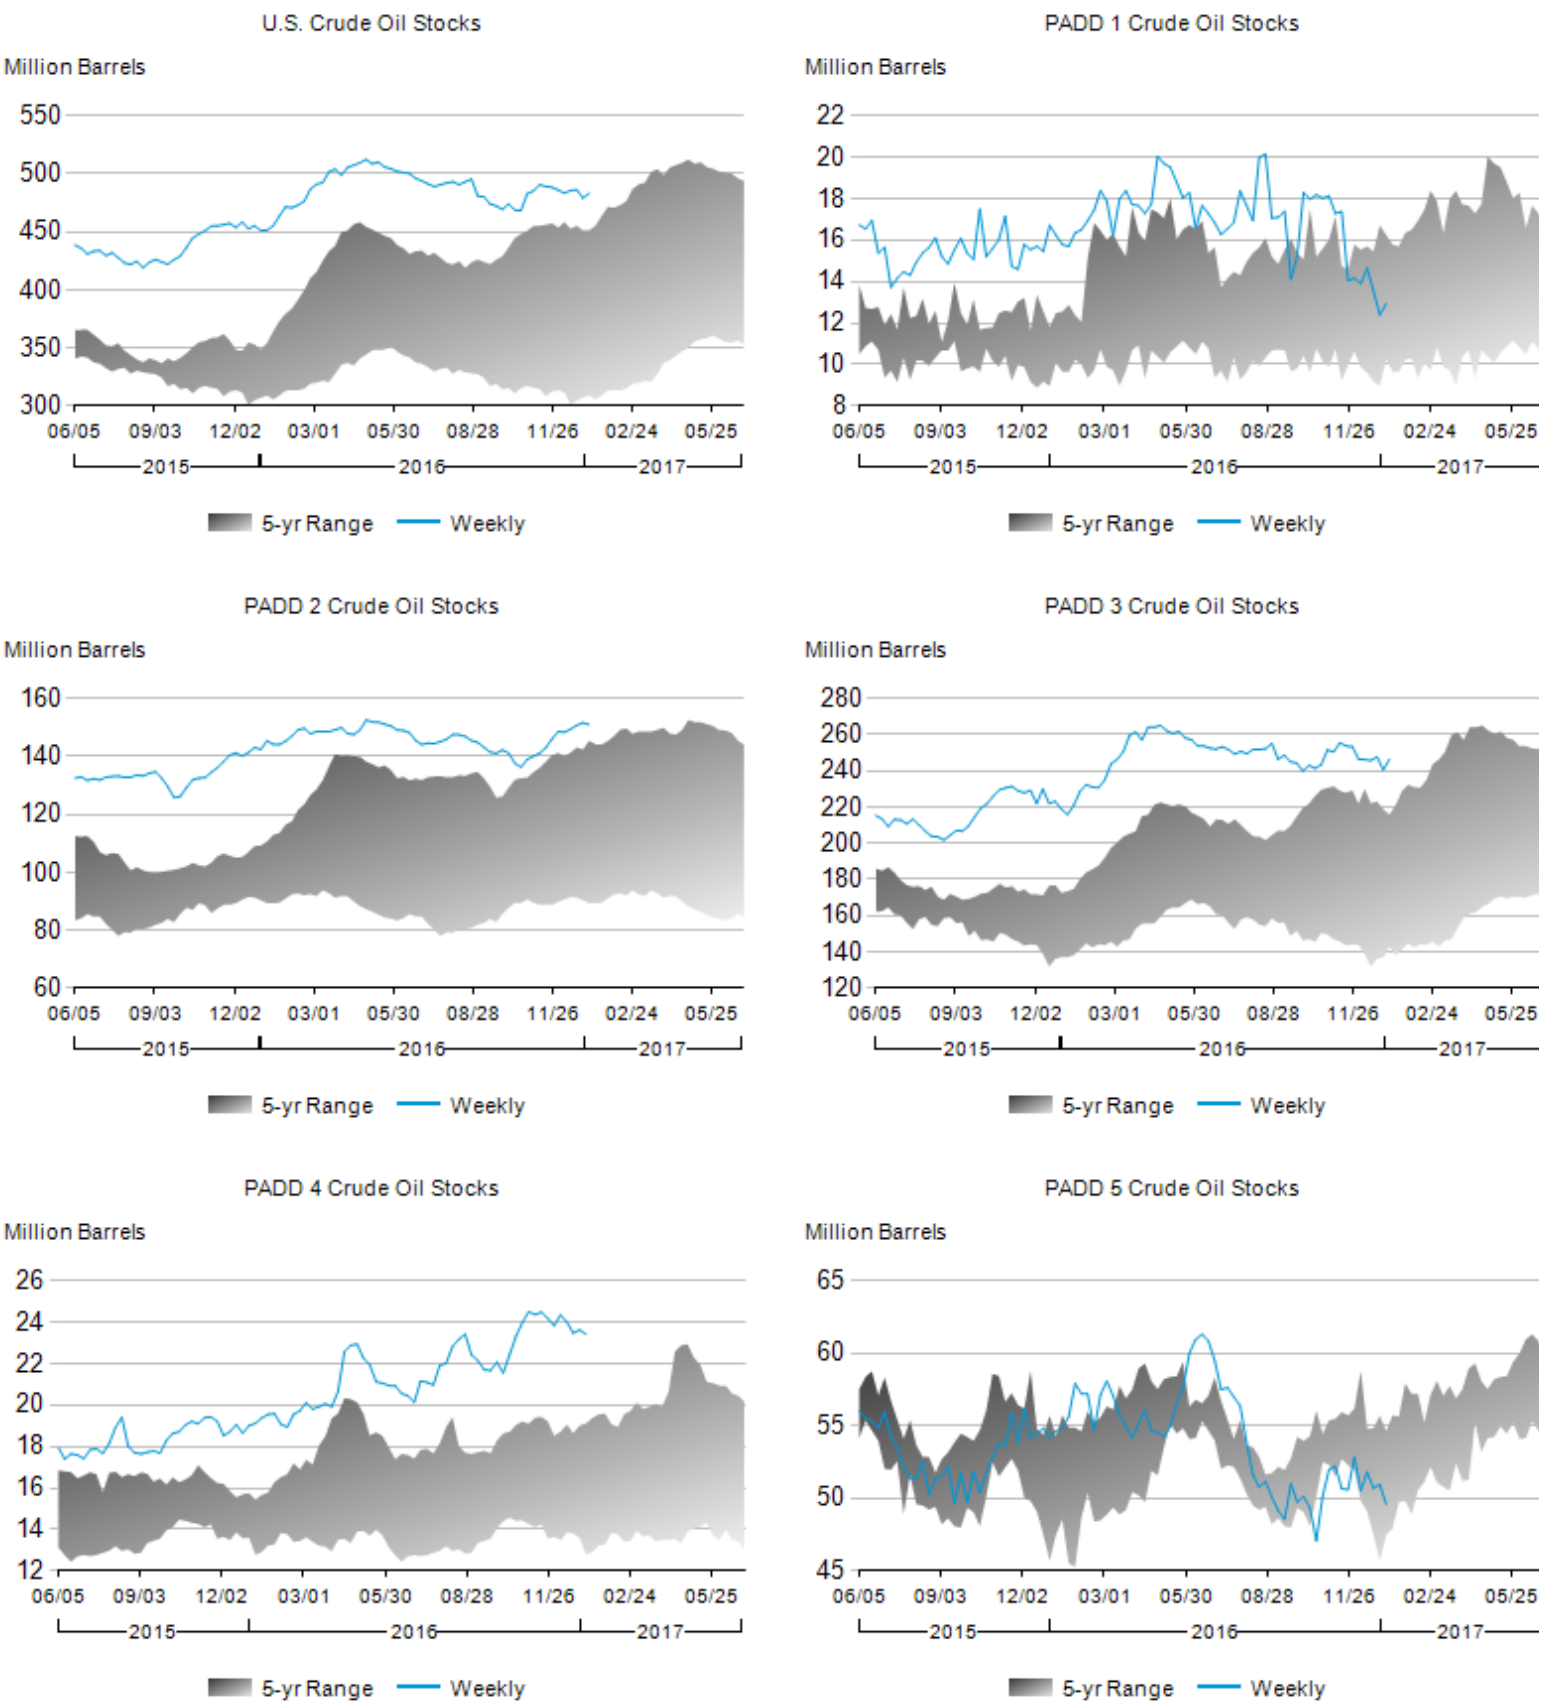 U.S. Crude Oil Stocks
Million Barrels
550
500
450
400
350
300
06/05 09/03 12/02 03/01 05/30 08/28 11/26 02/24 05/25
2015 2016 2017
5-yr Range Weekly
PADD 1 Crude Oil Stocks
Million Barrels
22
20
18
16
14
12
10
8
06/05 09/03 12/02 03/01 05/30 08/28 11/26 02/24 05/25
2015 2016 2017
5-yr Range Weekly
PADD 2 Crude Oil Stocks
Million Barrels
160
140
120
100
80
60
06/05 09/03 12/02 03/01 05/30 08/28 11/26 02/24 05/25
2015 2016 2017
5-yr Range Weekly
PADD 3 Crude Oil Stocks
Million Barrels
280
260
240
220
200
180
160
140
120
06/05 09/03 12/02 03/01 05/30 08/28 11/26 02/24 05/25
2015 2016 2017
5-yr Range Weekly
PADD 4 Crude Oil Stocks
Million Barrels
26
24
22
20
18
16
14
12
06/05 09/03 12/02 03/01 05/30 08/28 11/26 02/24 05/25
2015 2016 2017
5-yr Range Weekly
PADD 5 Crude Oil Stocks
Million Barrels
65
60
55
50
45
06/05 09/03 12/02 03/01 05/30 08/28 11/26 02/24 05/25
2015 2016 2017
5-yr Range Weekly